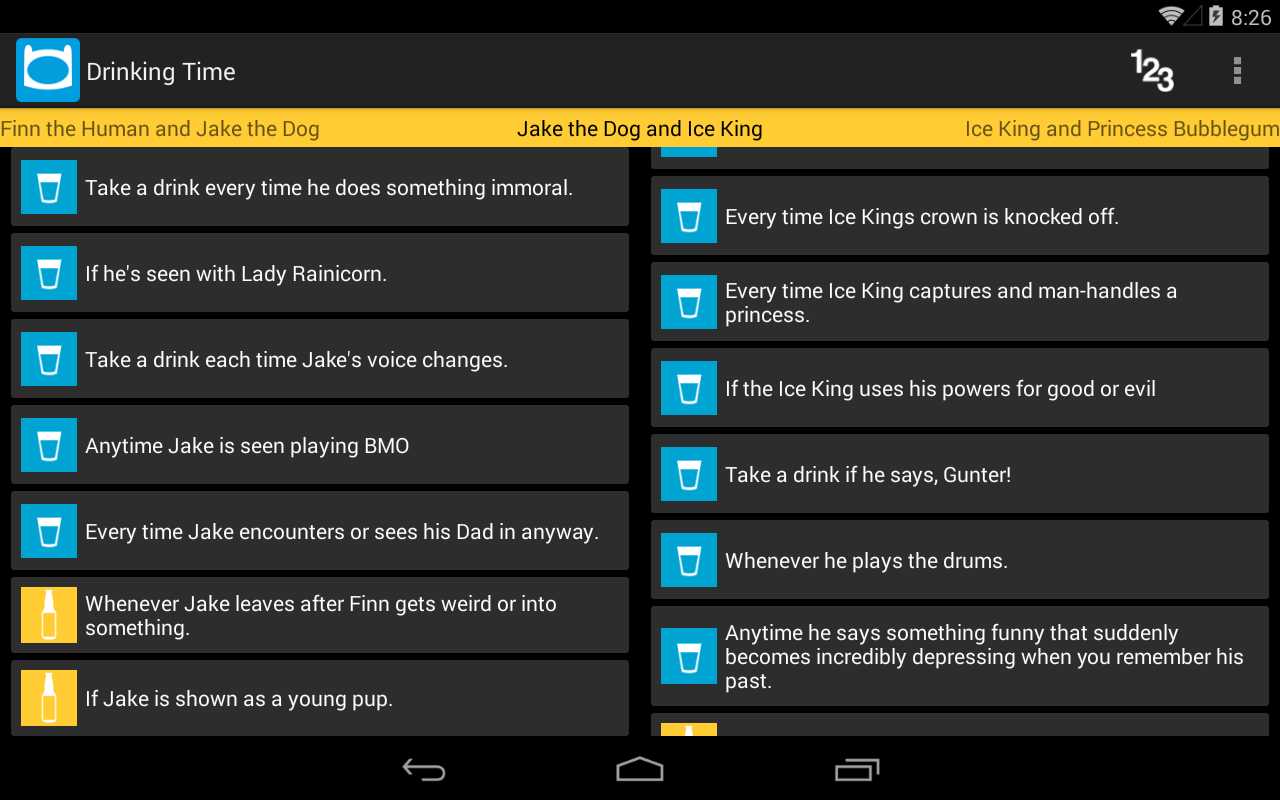 8:26
Drinking Time
123
Finn the Human and Jake the Dog
Jake the Dog and Ice King
Ice King and Princess Bubblegum
Take a drink every time he does something immoral.
If he's seen with Lady Rainicorn.
Take a drink each time Jake's voice changes.
Anytime Jake is seen playing BMO
Every time Jake encounters or sees his Dad in anyway.
Whenever Jake leaves after Finn gets weird or into
something.
If Jake is shown as a young pup.
Every time Ice Kings crown is knocked off.
Every time Ice King captures and man-handles a
princess.
If the Ice King uses his powers for good or evil
Take a drink if he says, Gunter!
Whenever he plays the drums.
Anytime he says something funny that suddenly
becomes incredibly depressing when you remember his
past.